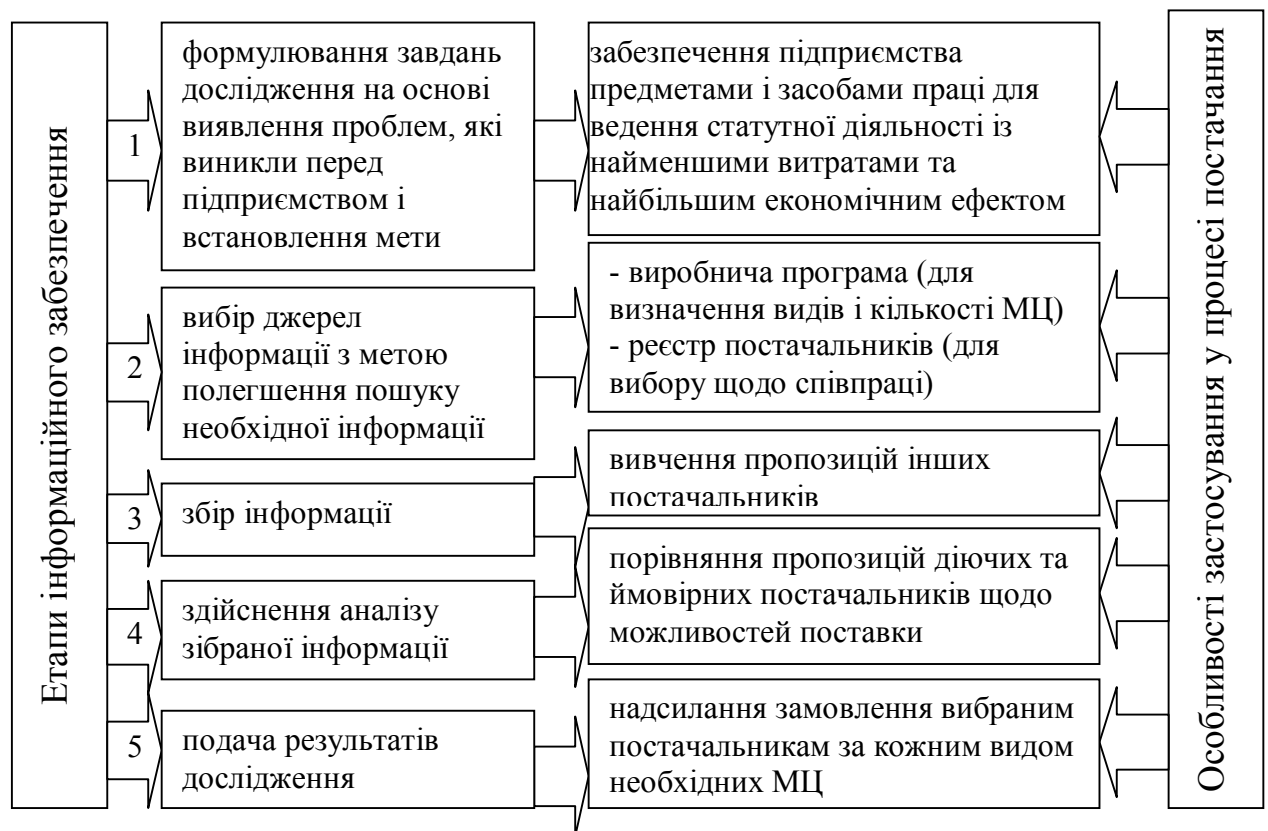 Етапи інформаційного забезпечення
1
формулювання завдань
дослідження на основі
виявлення проблем, які
виникли перед
підприємством і
встановлення мети
забезпечення підприємства
предметами і засобами праці для
ведення статутної діяльності із
найменшими витратами та
найбільшим економічним ефектом
2
вибір джерел
інформації з метою
полегшення пошуку
необхідної інформації
- виробнича програма (для
визначення видів і кількості МЦ)
- реєстр постачальників (для
вибору щодо співпраці)
3
збір інформації
вивчення пропозицій інших
постачальників
4
здійснення аналізу
зібраної інформації
порівняння пропозицій діючих та
ймовірних постачальників щодо
можливостей поставки
5
подача результатів
дослідження
надсилання замовлення вибраним
постачальникам за кожним видом
необхідних МЦ
Особливості застосування у процесі постачання